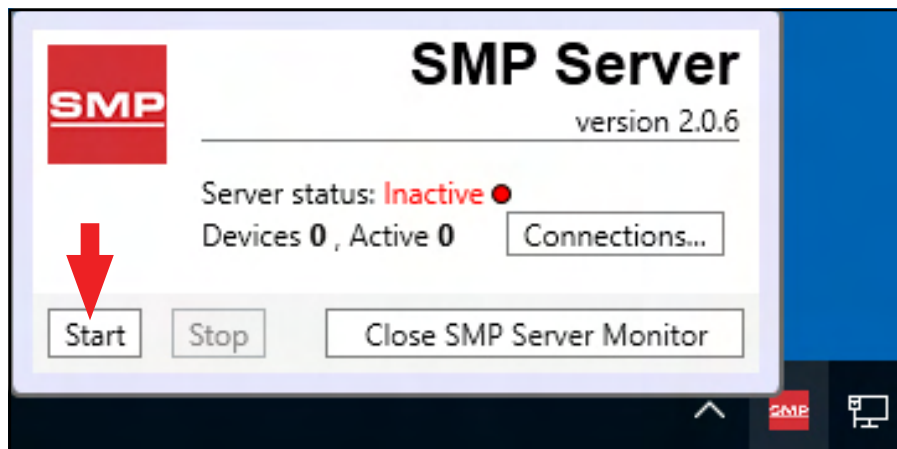 SMP
SMP Server
version 2.0.6
Server status: Inactive
Devices 0 , Active 0
Connections...
Start
Stop
Close SMP Server Monitor
SMP